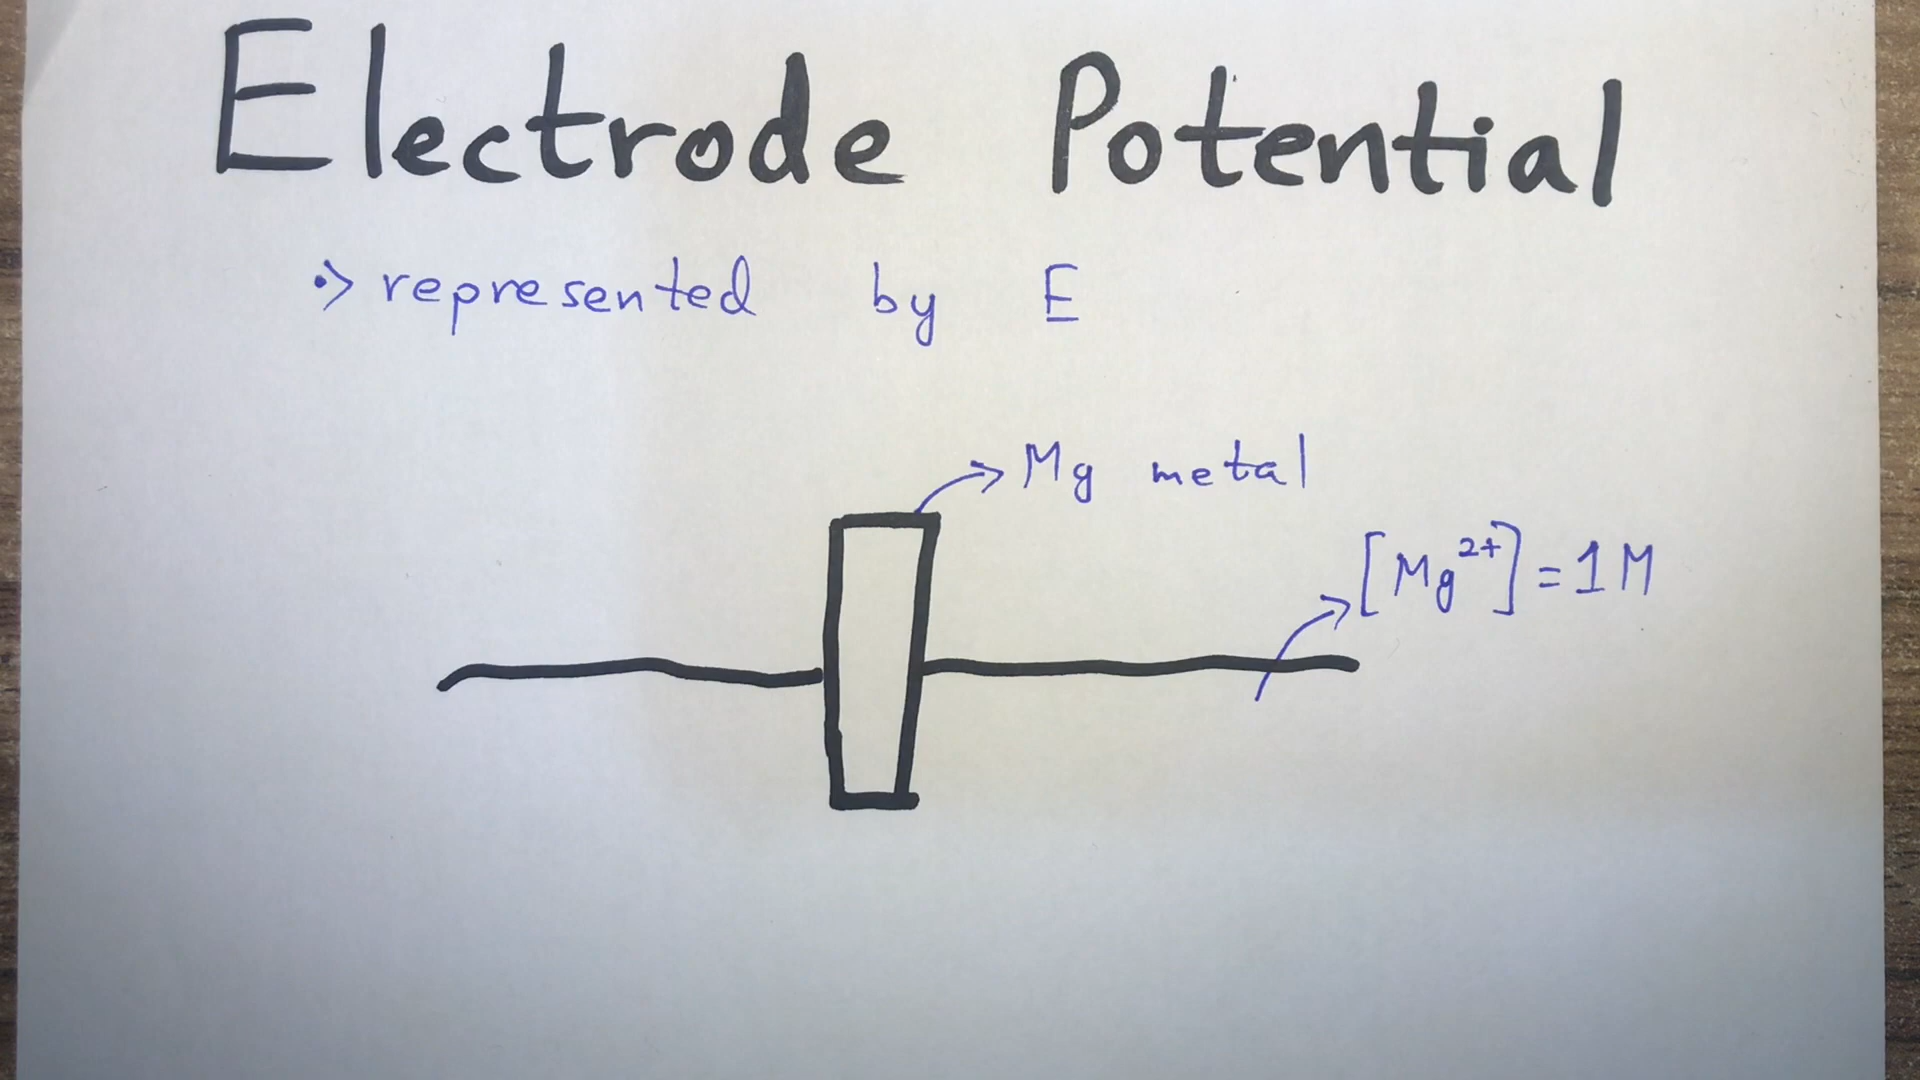 Electrode Potential
·> represented by E
Mg metal
[Mg²⁺] = 1 M